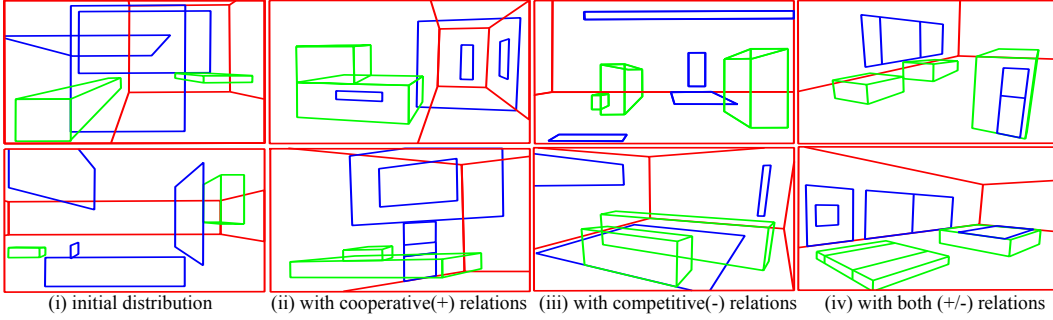 (i) initial distribution (ii) with cooperative(+) relations (iii) with competitive(-) relations (iv) with both (+/-) relations